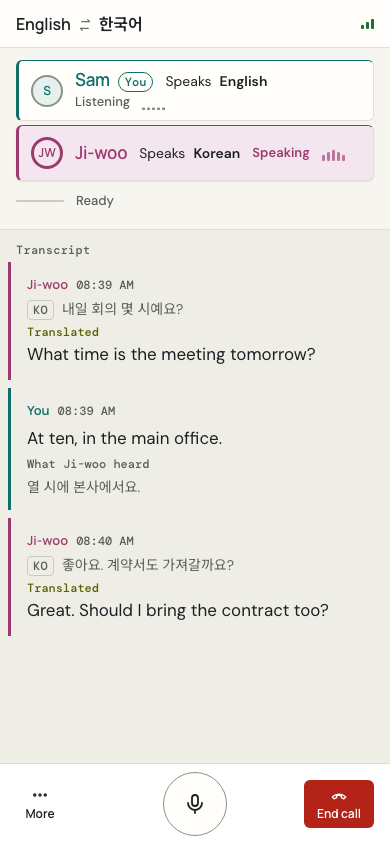 English ⇌ 한국어
S Sam You Speaks English
Listening
JW Ji-woo Speaks Korean Speaking
Ready
Transcript
Ji-woo 08:39 AM
KO 내일 회의 몇 시예요?
Translated
What time is the meeting tomorrow?
You 08:39 AM
At ten, in the main office.
What Ji-woo heard
열 시에 본사에서요.
Ji-woo 08:40 AM
KO 좋아요. 계약서도 가져갈까요?
Translated
Great. Should I bring the contract too?
More
End call